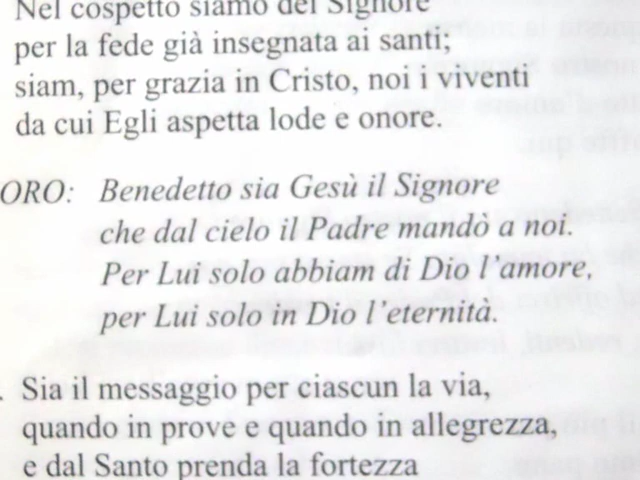 Nel cospetto siamo del Signore
per la fede già insegnata ai santi;
siam, per grazia in Cristo, noi i viventi
da cui Egli aspetta lode e onore.
ORO: Benedetto sia Gesù il Signore
che dal cielo il Padre mandò a noi.
Per Lui solo abbiam di Dio l'amore,
per Lui solo in Dio l'eternità.
. Sia il messaggio per ciascun la via,
quando in prove e quando in allegrezza,
e dal Santo prenda la fortezza